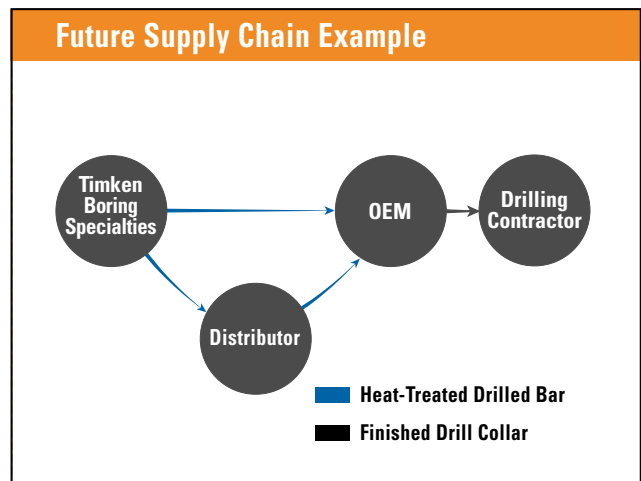 Future Supply Chain Example
Timken
Boring
Specialties
OEM
Drilling
Contractor
Distributor
Heat-Treated Drilled Bar
Finished Drill Collar